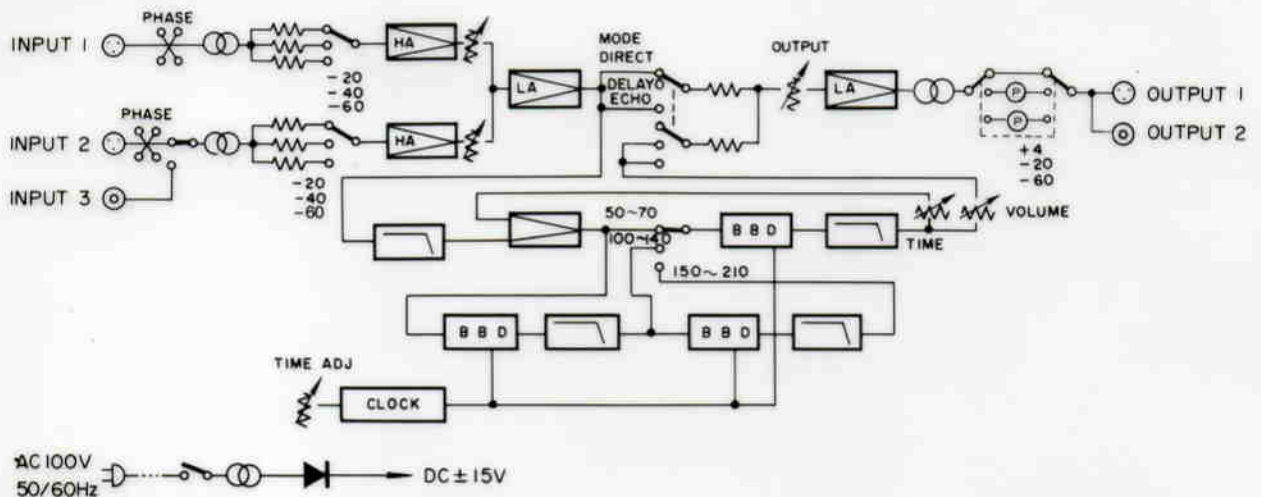 PHASE
INPUT 1
HA
-20
-40
-60
PHASE
INPUT 2
HA
INPUT 3
-20
-40
-60
LA
MODE
DIRECT
DELAY
ECHO
OUTPUT
LA
P
P
+4
-20
-60
OUTPUT 1
OUTPUT 2
50~70
100~140
150~210
BBD
TIME
VOLUME
BBD
BBD
TIME ADJ
CLOCK
AC100V
50/60Hz
DC ± 15V